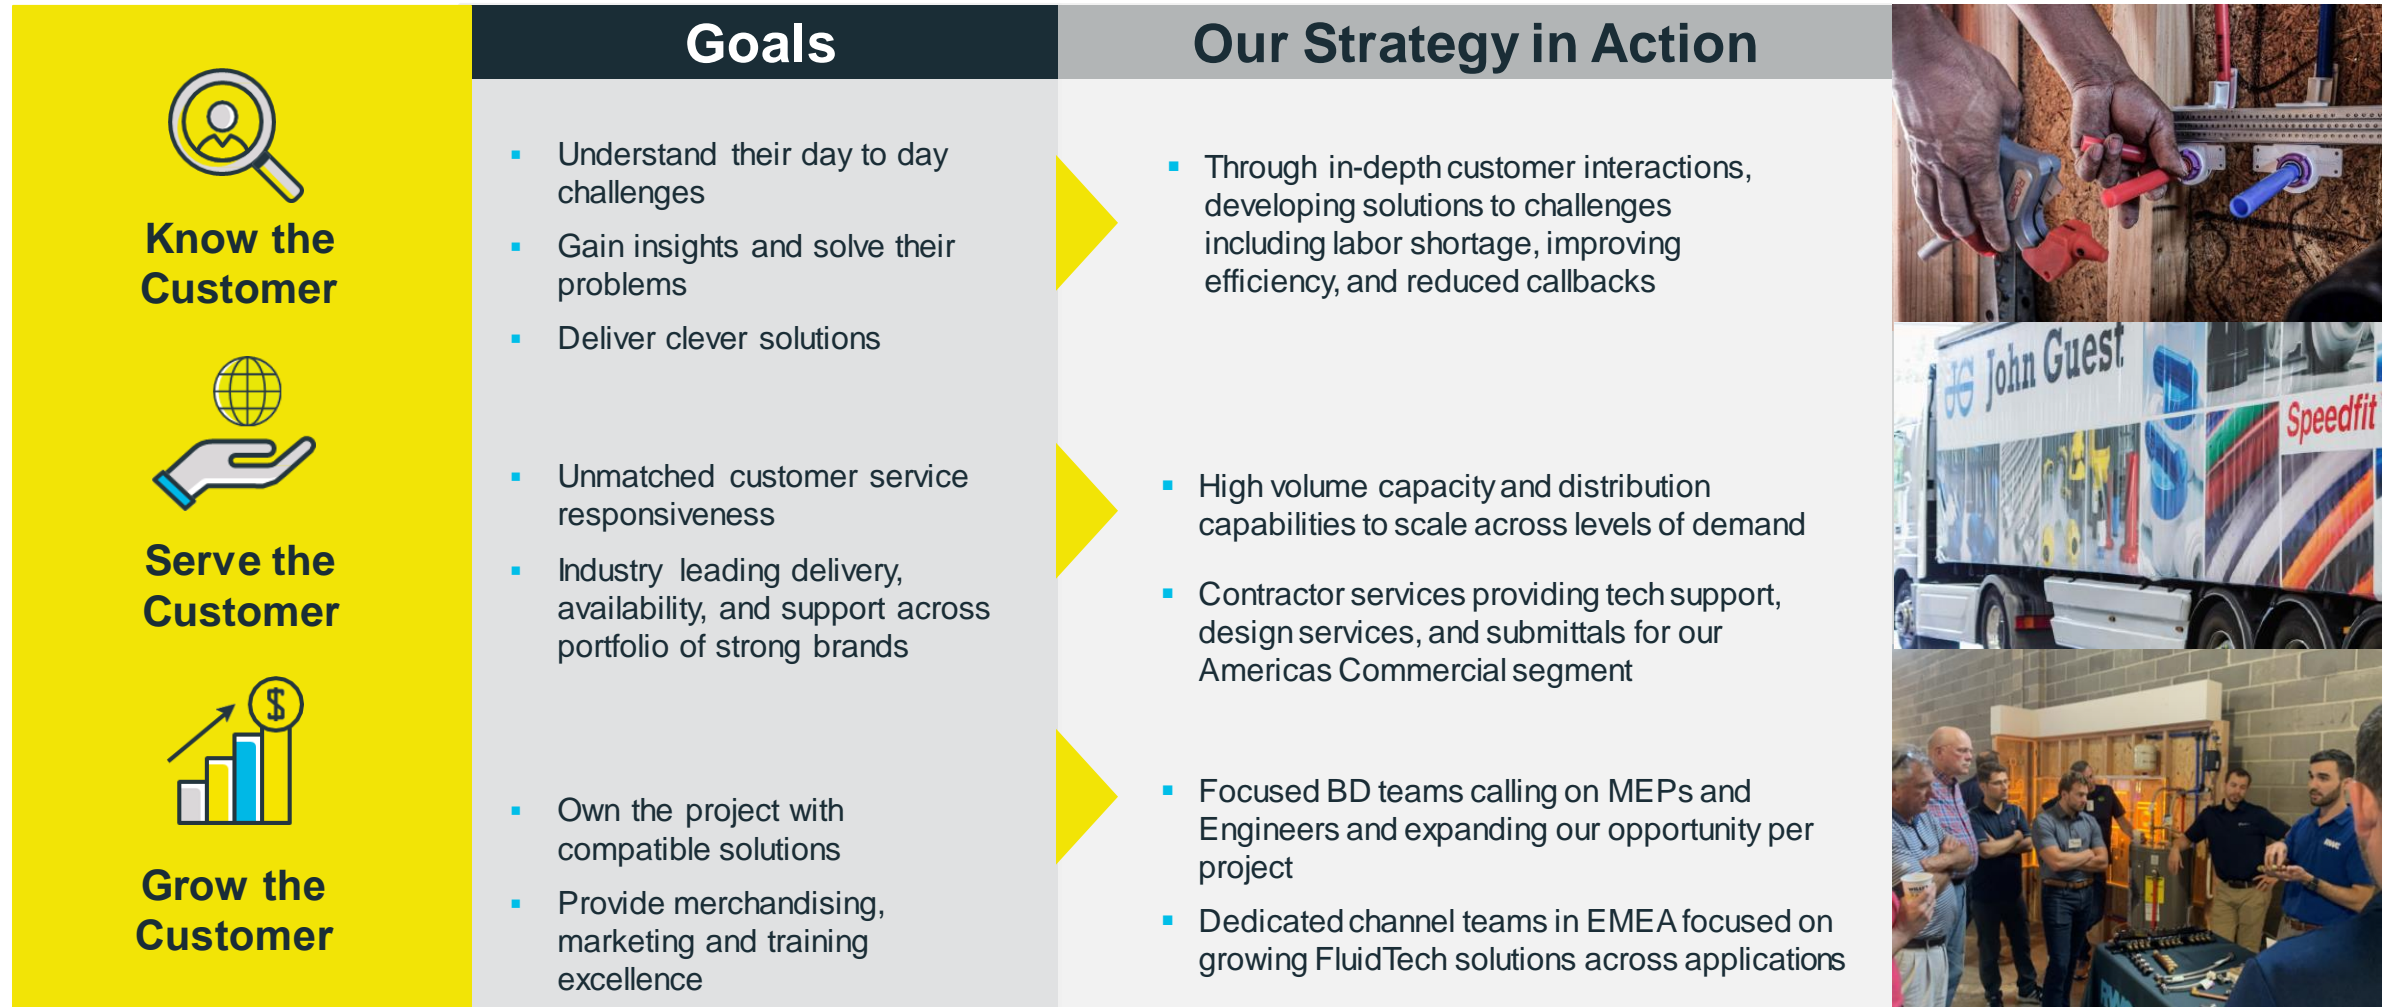 Goals
Our Strategy in Action
Know the
Customer
▪ Understand their day to day
challenges
▪ Gain insights and solve their
problems
▪ Deliver clever solutions
▪ Through in-depth customer interactions,
developing solutions to challenges
including labor shortage, improving
efficiency, and reduced callbacks
Serve the
Customer
▪ Unmatched customer service
responsiveness
▪ Industry leading delivery,
availability, and support across
portfolio of strong brands
▪ High volume capacity and distribution
capabilities to scale across levels of demand
▪ Contractor services providing tech support,
design services, and submittals for our
Americas Commercial segment
$
Grow the
Customer
▪ Own the project with
compatible solutions
▪ Provide merchandising,
marketing and training
excellence
▪ Focused BD teams calling on MEPs and
Engineers and expanding our opportunity per
project
▪ Dedicated channel teams in EMEA focused on
growing FluidTech solutions across applications
JG John Guest
Speedfit